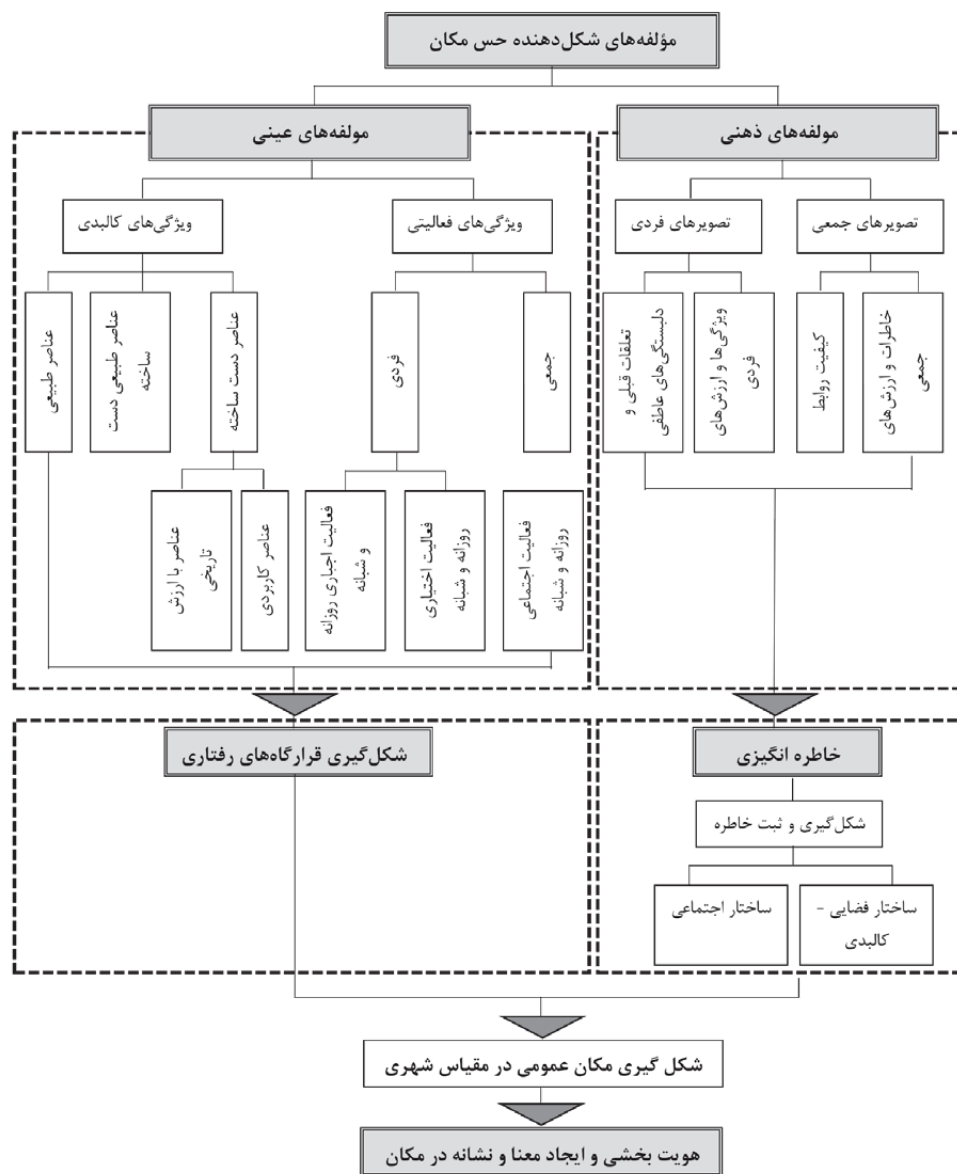 مؤلفه‌های شکل‌دهنده حس مکان
مولفه‌های ذهنی
مولفه‌های عینی
تصویرهای جمعی
تصویرهای فردی
ویژگی‌های فعالیتی
ویژگی‌های کالبدی
خاطرات و ارزش‌های
جمعی
کیفیت روابط
ویژگی‌ها و ارزش‌های
فردی
تعلقات قبلی و
دلبستگی‌های عاطفی
جمعی
فردی
عناصر دست ساخته
عناصر طبیعی دست
ساخته
عناصر طبیعی
فعالیت اجتماعی
روزانه و شبانه
فعالیت اختیاری
روزانه و شبانه
فعالیت اجباری روزانه
و شبانه
عناصر کاربردی
عناصر با ارزش
تاریخی
خاطره انگیزی
شکل‌گیری قرارگاه‌های رفتاری
شکل‌گیری و ثبت خاطره
ساختار فضایی -
کالبدی
ساختار اجتماعی
شکل گیری مکان عمومی در مقیاس شهری
هویت بخشی و ایجاد معنا و نشانه در مکان